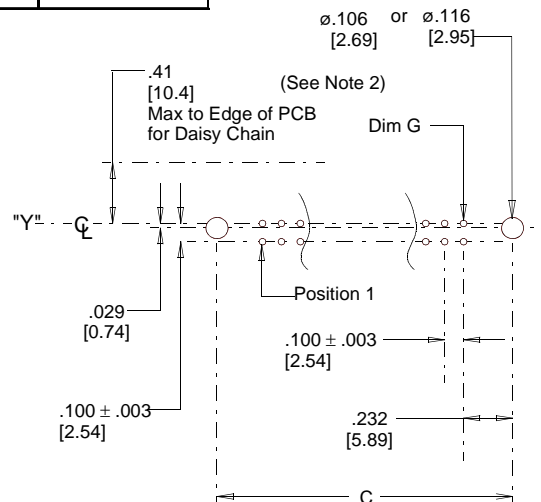 ø.106 or ø.116
[2.69] [2.95]
.41
[10.4]
Max to Edge of PCB
for Daisy Chain
(See Note 2)
Dim G
"Y" CL
Position 1
.029
[0.74]
.100 ± .003
[2.54]
.100 ± .003
[2.54]
.232
[5.89]
C